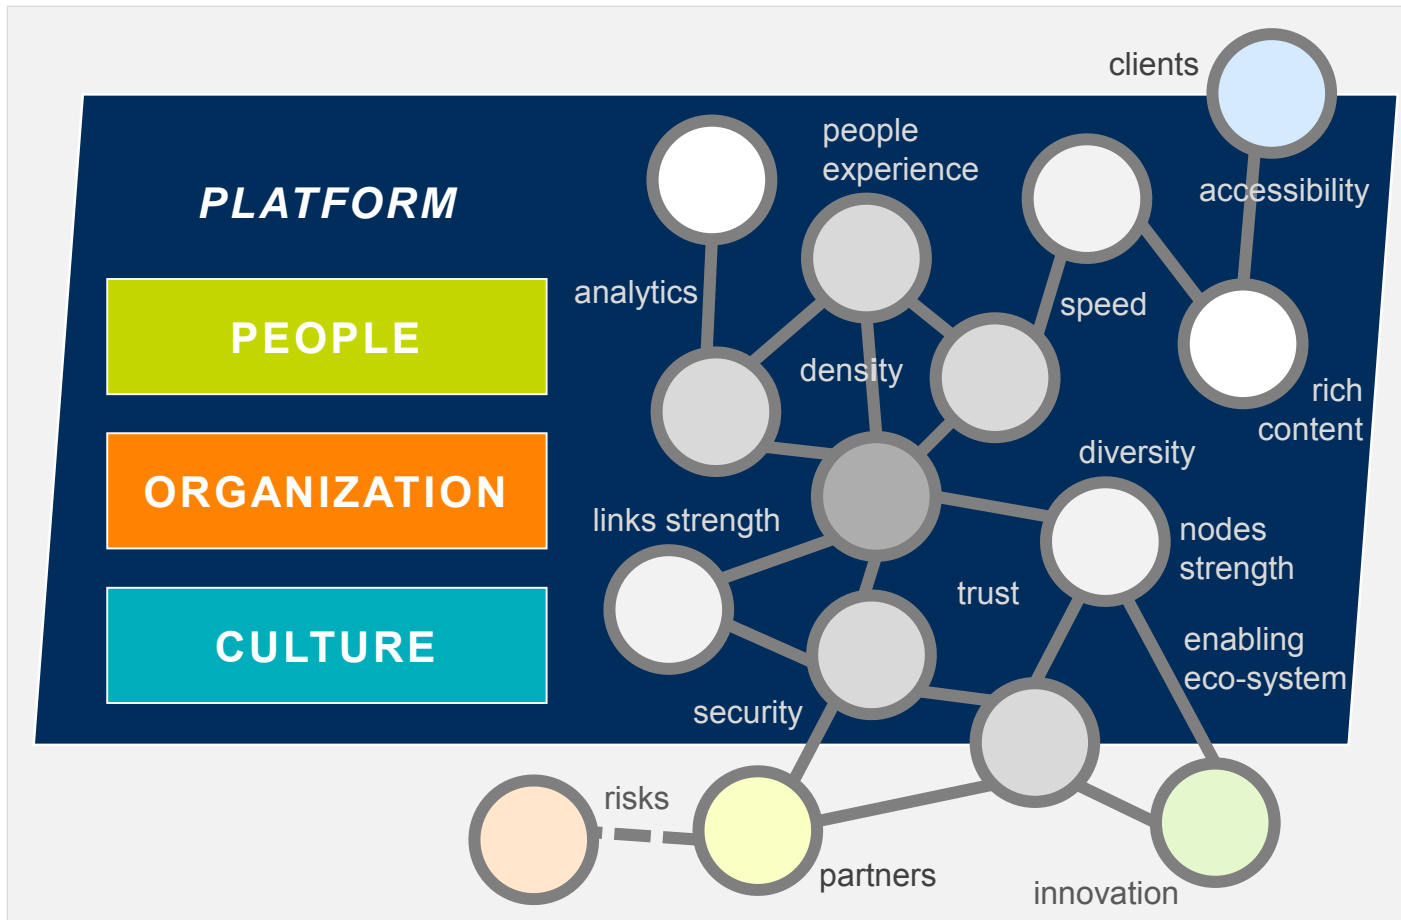 clients
people
experience
PLATFORM
accessibility
analytics
speed
PEOPLE
density
rich
content
diversity
ORGANIZATION
links strength
nodes
strength
trust
CULTURE
enabling
eco-system
security
risks
partners
innovation